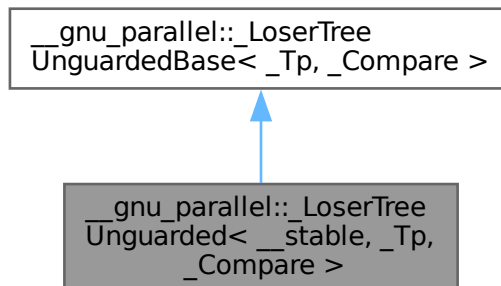 __gnu_parallel::_LoserTree
UnguardedBase< _Tp, _Compare >
__gnu_parallel::_LoserTree
Unguarded< __stable, _Tp,
_Compare >